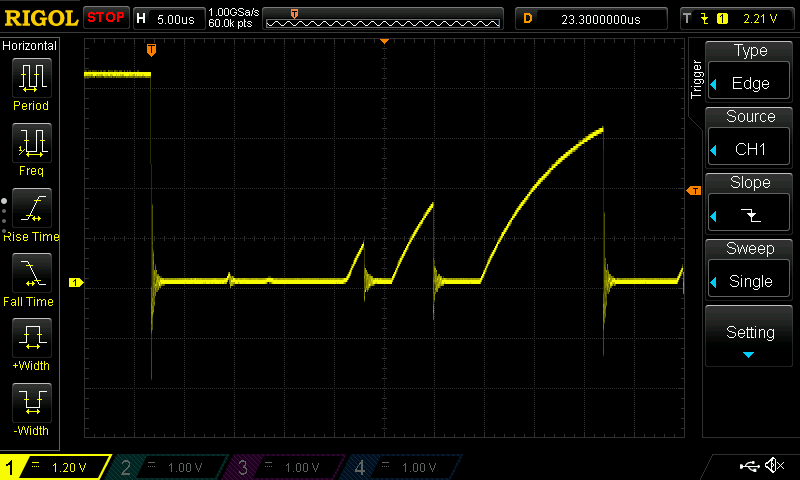 RIGOL STOP H 5.00us 1.00GSa/s 60.0k pts T D 23.3000000us T 1 2.21 V
Horizontal
Period
Freq
Rise Time
Fall Time
+Width
-Width
T
T
1
Trigger
Type
Edge
Source
CH1
Slope
Sweep
Single
Setting
1 1.20 V 2 1.00 V 3 1.00 V 4 1.00 V